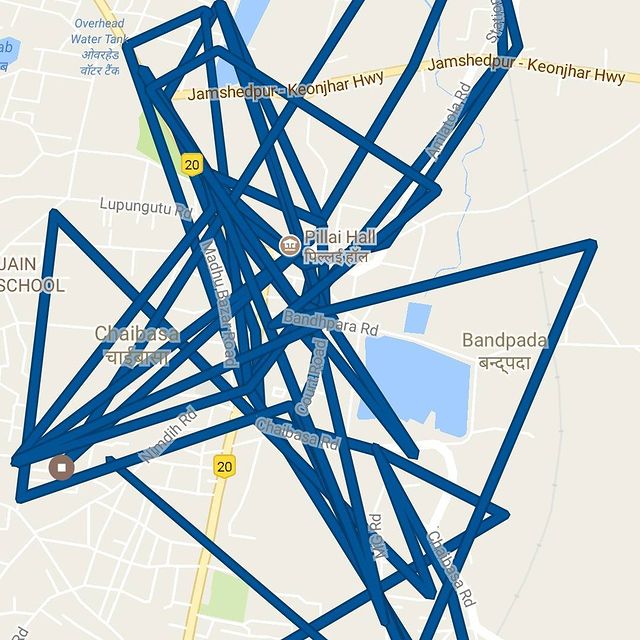 Overhead
Water Tank
ओवरहेड
वॉटर टैंक
Station
Jamshedpur - Keonjhar Hwy
Jamshedpur - Keonjhar Hwy
Amlatola Rd
20
Lupungutu Rd
Pillai Hall
पिल्लई हॉल
JAIN
SCHOOL
Madhu Bazar Road
Bandhpara Rd
Chaibasa
चाईबासा
Court Road
Bandpada
बन्द्पदा
Nimdih Rd
Chaibasa Rd
20
Chaibasa Rd
Rd